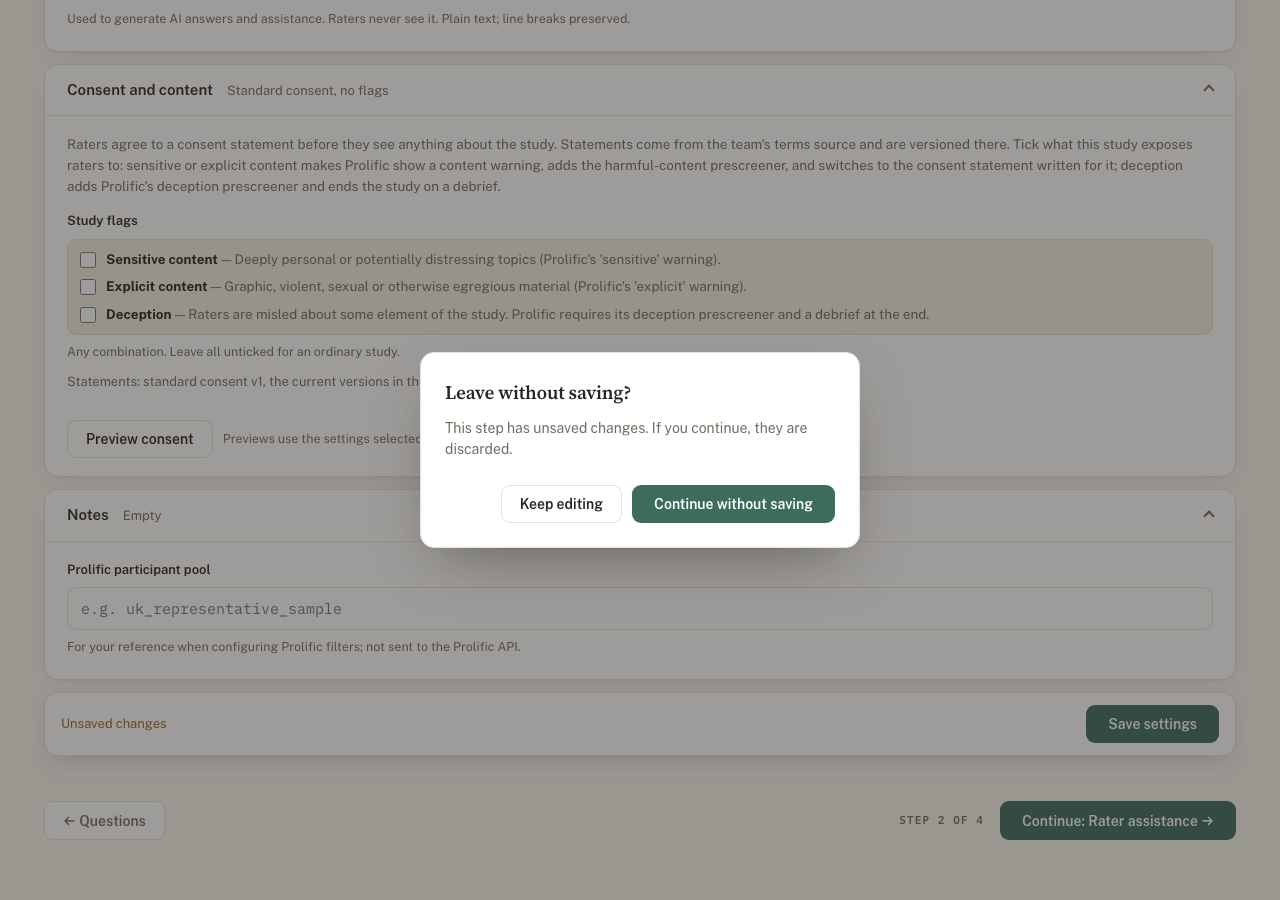 Used to generate AI answers and assistance. Raters never see it. Plain text; line breaks preserved.
Consent and content Standard consent, no flags
Raters agree to a consent statement before they see anything about the study. Statements come from the team's terms source and are versioned there. Tick what this study exposes
raters to: sensitive or explicit content makes Prolific show a content warning, adds the harmful-content prescreener, and switches to the consent statement written for it; deception
adds Prolific's deception prescreener and ends the study on a debrief.
Study flags
Sensitive content — Deeply personal or potentially distressing topics (Prolific's 'sensitive' warning).
Explicit content — Graphic, violent, sexual or otherwise egregious material (Prolific's 'explicit' warning).
Deception — Raters are misled about some element of the study. Prolific requires its deception prescreener and a debrief at the end.
Any combination. Leave all unticked for an ordinary study.
Statements: standard consent v1, the current versions in
Preview consent Previews use the settings selected
Leave without saving?
This step has unsaved changes. If you continue, they are
discarded.
Keep editing Continue without saving
Notes Empty
Prolific participant pool
e.g. uk_representative_sample
For your reference when configuring Prolific filters; not sent to the Prolific API.
Unsaved changes Save settings
← Questions STEP 2 OF 4 Continue: Rater assistance →